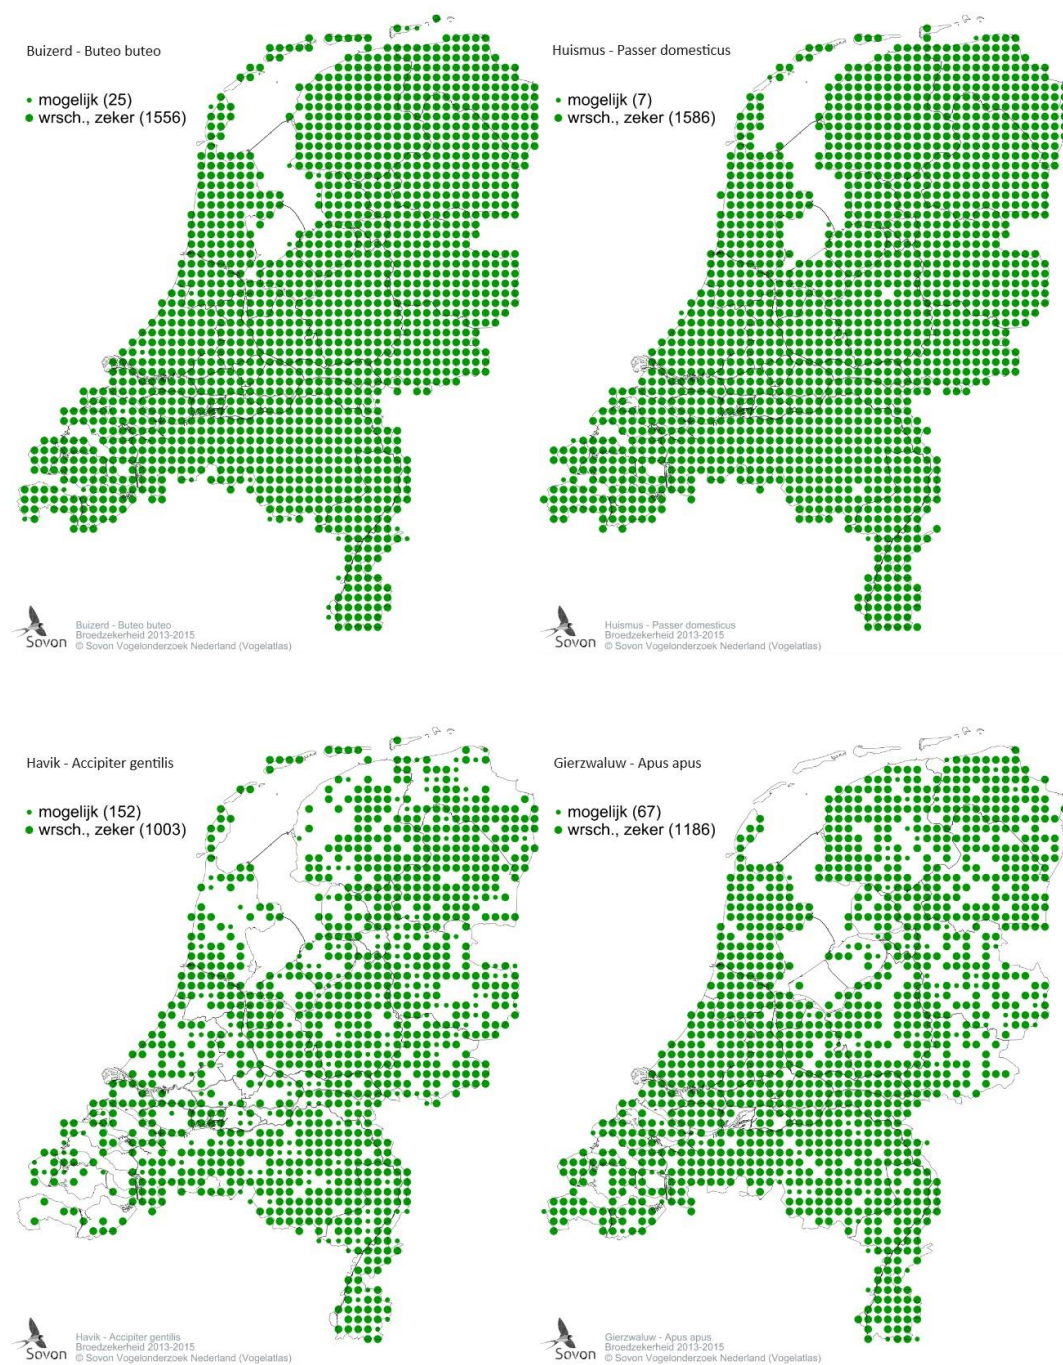 Buizerd - Buteo buteo
mogelijk (25)
wrsch., zeker (1556)
Sovon
Buizerd - Buteo buteo
Broedzekerheid 2013-2015
© Sovon Vogelonderzoek Nederland (Vogelatlas)
Huismus - Passer domesticus
mogelijk (7)
wrsch., zeker (1586)
Sovon
Huismus - Passer domesticus
Broedzekerheid 2013-2015
© Sovon Vogelonderzoek Nederland (Vogelatlas)
Havik - Accipiter gentilis
mogelijk (152)
wrsch., zeker (1003)
Sovon
Havik - Accipiter gentilis
Broedzekerheid 2013-2015
© Sovon Vogelonderzoek Nederland (Vogelatlas)
Gierzwaluw - Apus apus
mogelijk (67)
wrsch., zeker (1186)
Sovon
Gierzwaluw - Apus apus
Broedzekerheid 2013-2015
© Sovon Vogelonderzoek Nederland (Vogelatlas)